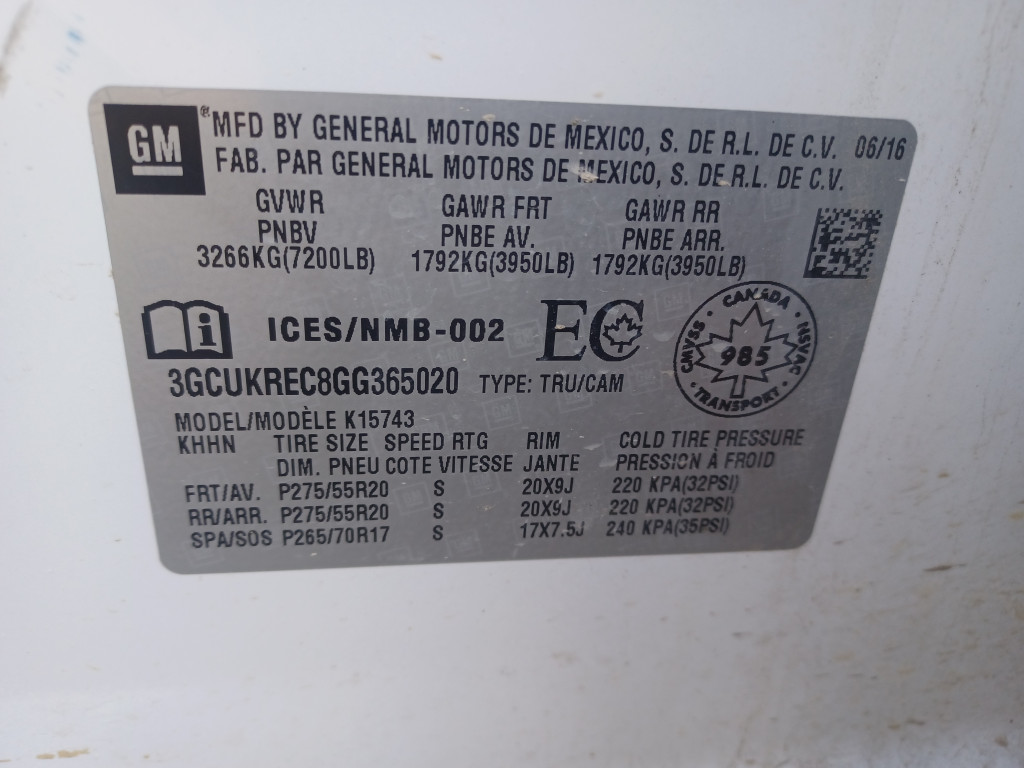 GM ® MFD BY GENERAL MOTORS DE MEXICO, S. DE R.L. DE C.V. 06/16
FAB. PAR GENERAL MOTORS DE MEXICO, S. DE R.L. DE C.V.
GVWR GAWR FRT GAWR RR
PNBV PNBE AV. PNBE ARR.
3266KG(7200LB) 1792KG(3950LB) 1792KG(3950LB)
i ICES/NMB-002 EC
CANADA
CMVSS 985 NSVAC
TRANSPORT
3GCUKREC8GG365020 TYPE: TRU/CAM
MODEL/MODÈLE K15743
KHHN TIRE SIZE SPEED RTG RIM COLD TIRE PRESSURE
DIM. PNEU COTE VITESSE JANTE PRESSION À FROID
FRT/AV. P275/55R20 S 20X9J 220 KPA(32PSI)
RR/ARR. P275/55R20 S 20X9J 220 KPA(32PSI)
SPA/SOS P265/70R17 S 17X7.5J 240 KPA(35PSI)